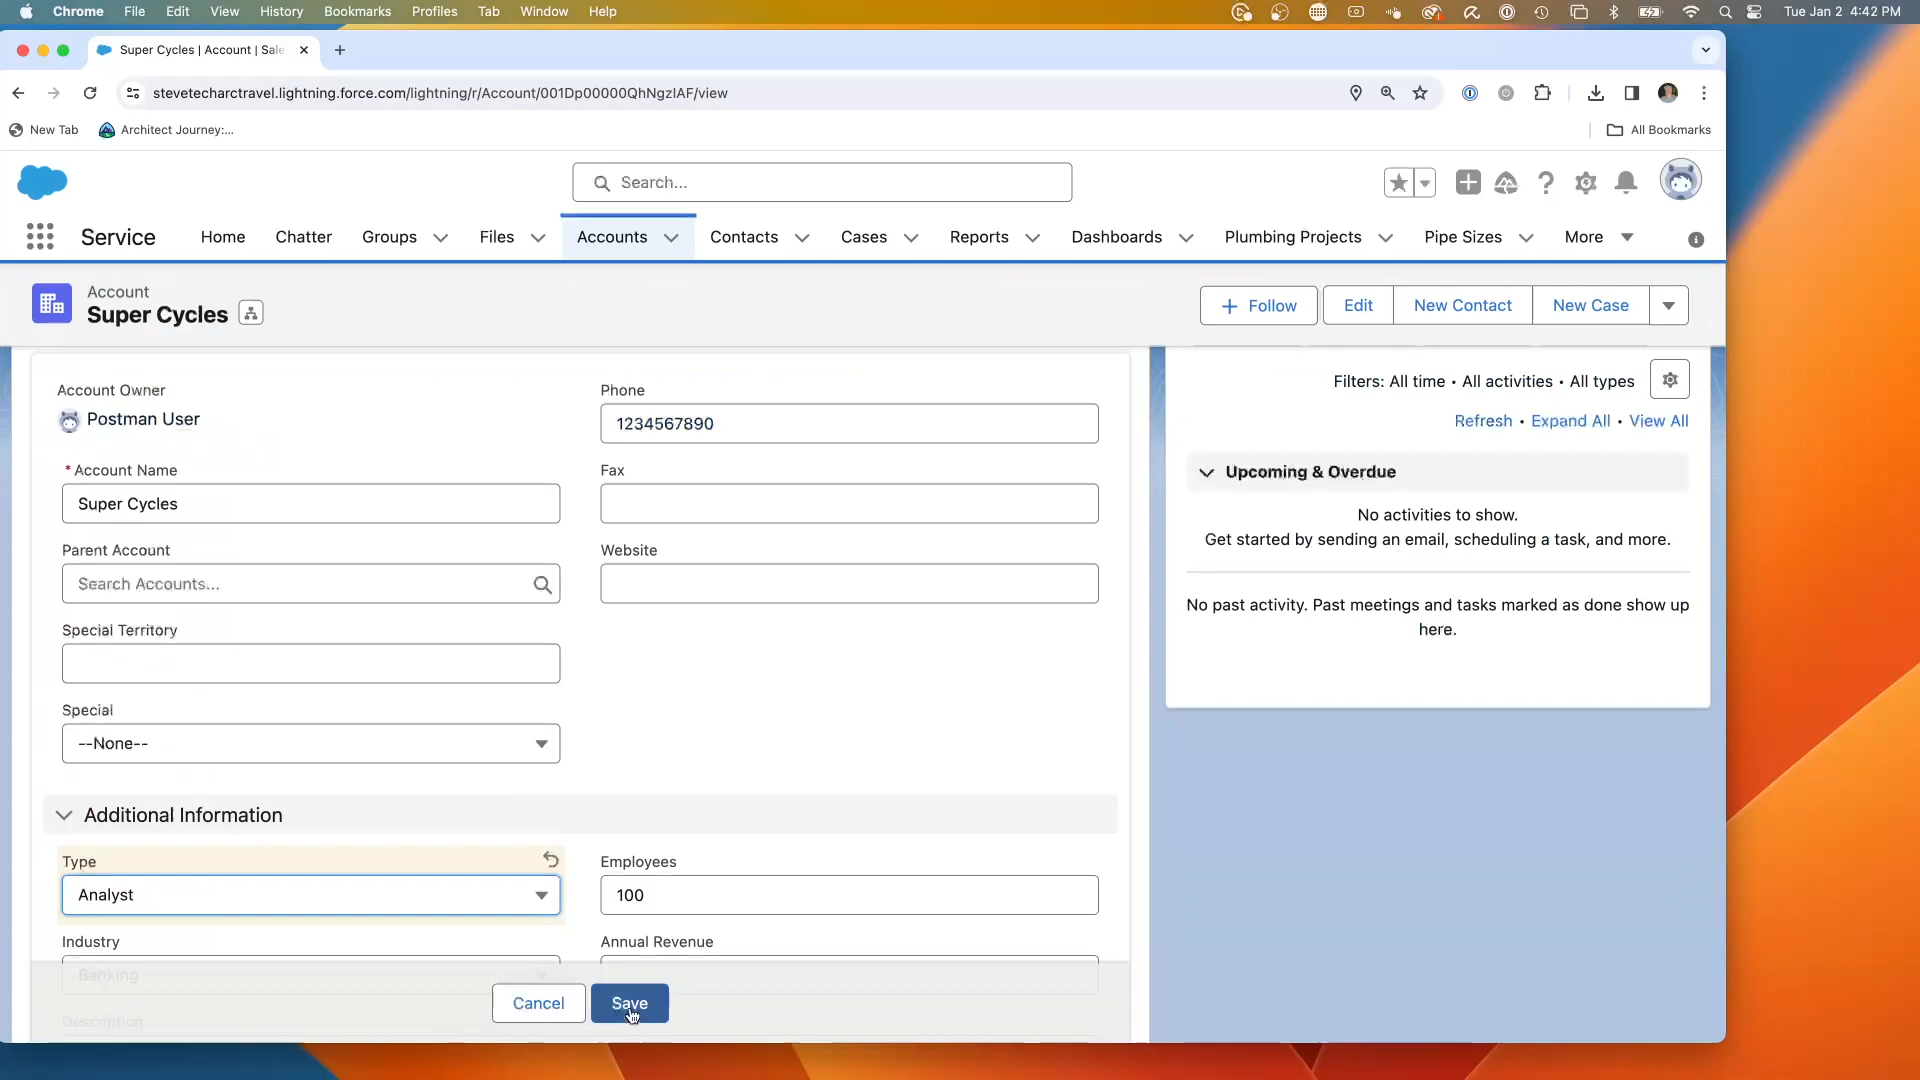 Chrome File Edit View History Bookmarks Profiles Tab Window Help Tue Jan 2 4:42 PM
Super Cycles | Account | Sale
stevetecharctravel.lightning.force.com/lightning/r/Account/001Dp00000QhNgzIAF/view
New Tab Architect Journey:... All Bookmarks
Search...
Service Home Chatter Groups Files Accounts Contacts Cases Reports Dashboards Plumbing Projects Pipe Sizes More
Account
Super Cycles
+ Follow Edit New Contact New Case
Account Owner
Postman User
Phone
1234567890
* Account Name
Super Cycles
Fax
Parent Account
Search Accounts...
Website
Special Territory
Special
--None--
Additional Information
Type
Analyst
Employees
100
Industry
Banking
Annual Revenue
Description
Cancel Save
Filters: All time • All activities • All types
Refresh • Expand All • View All
Upcoming & Overdue
No activities to show.
Get started by sending an email, scheduling a task, and more.
No past activity. Past meetings and tasks marked as done show up
here.